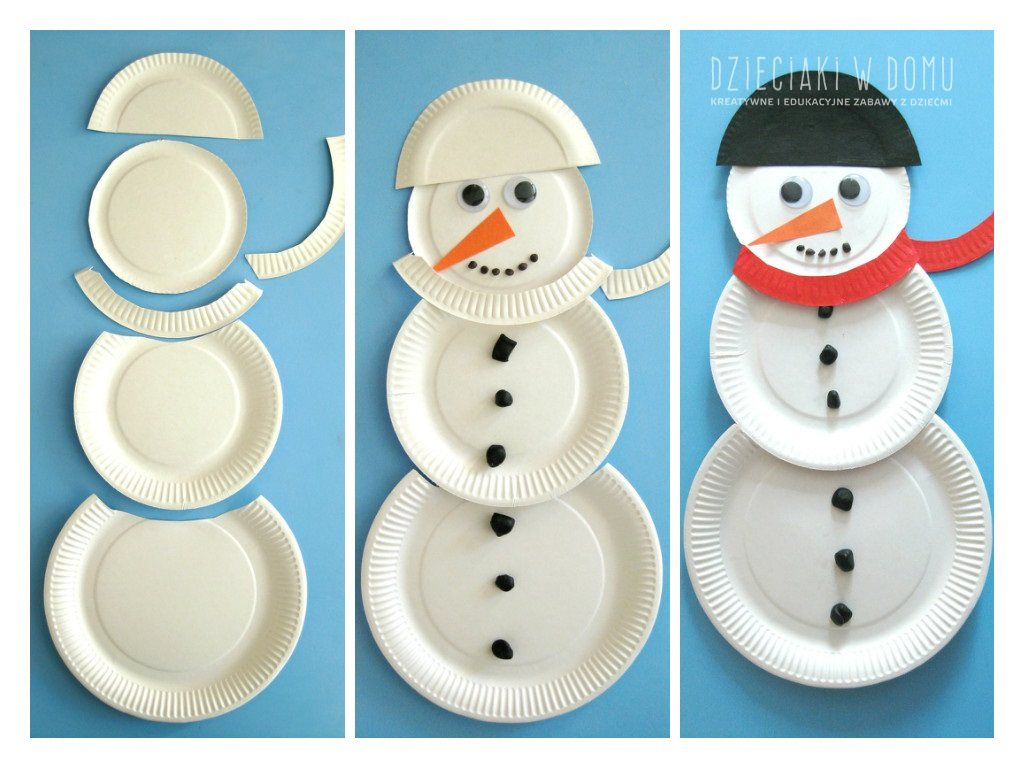 DZIECIAKI W DOMU
KREATYWNE I EDUKACYJNE ZABAWY Z DZIEĆMI